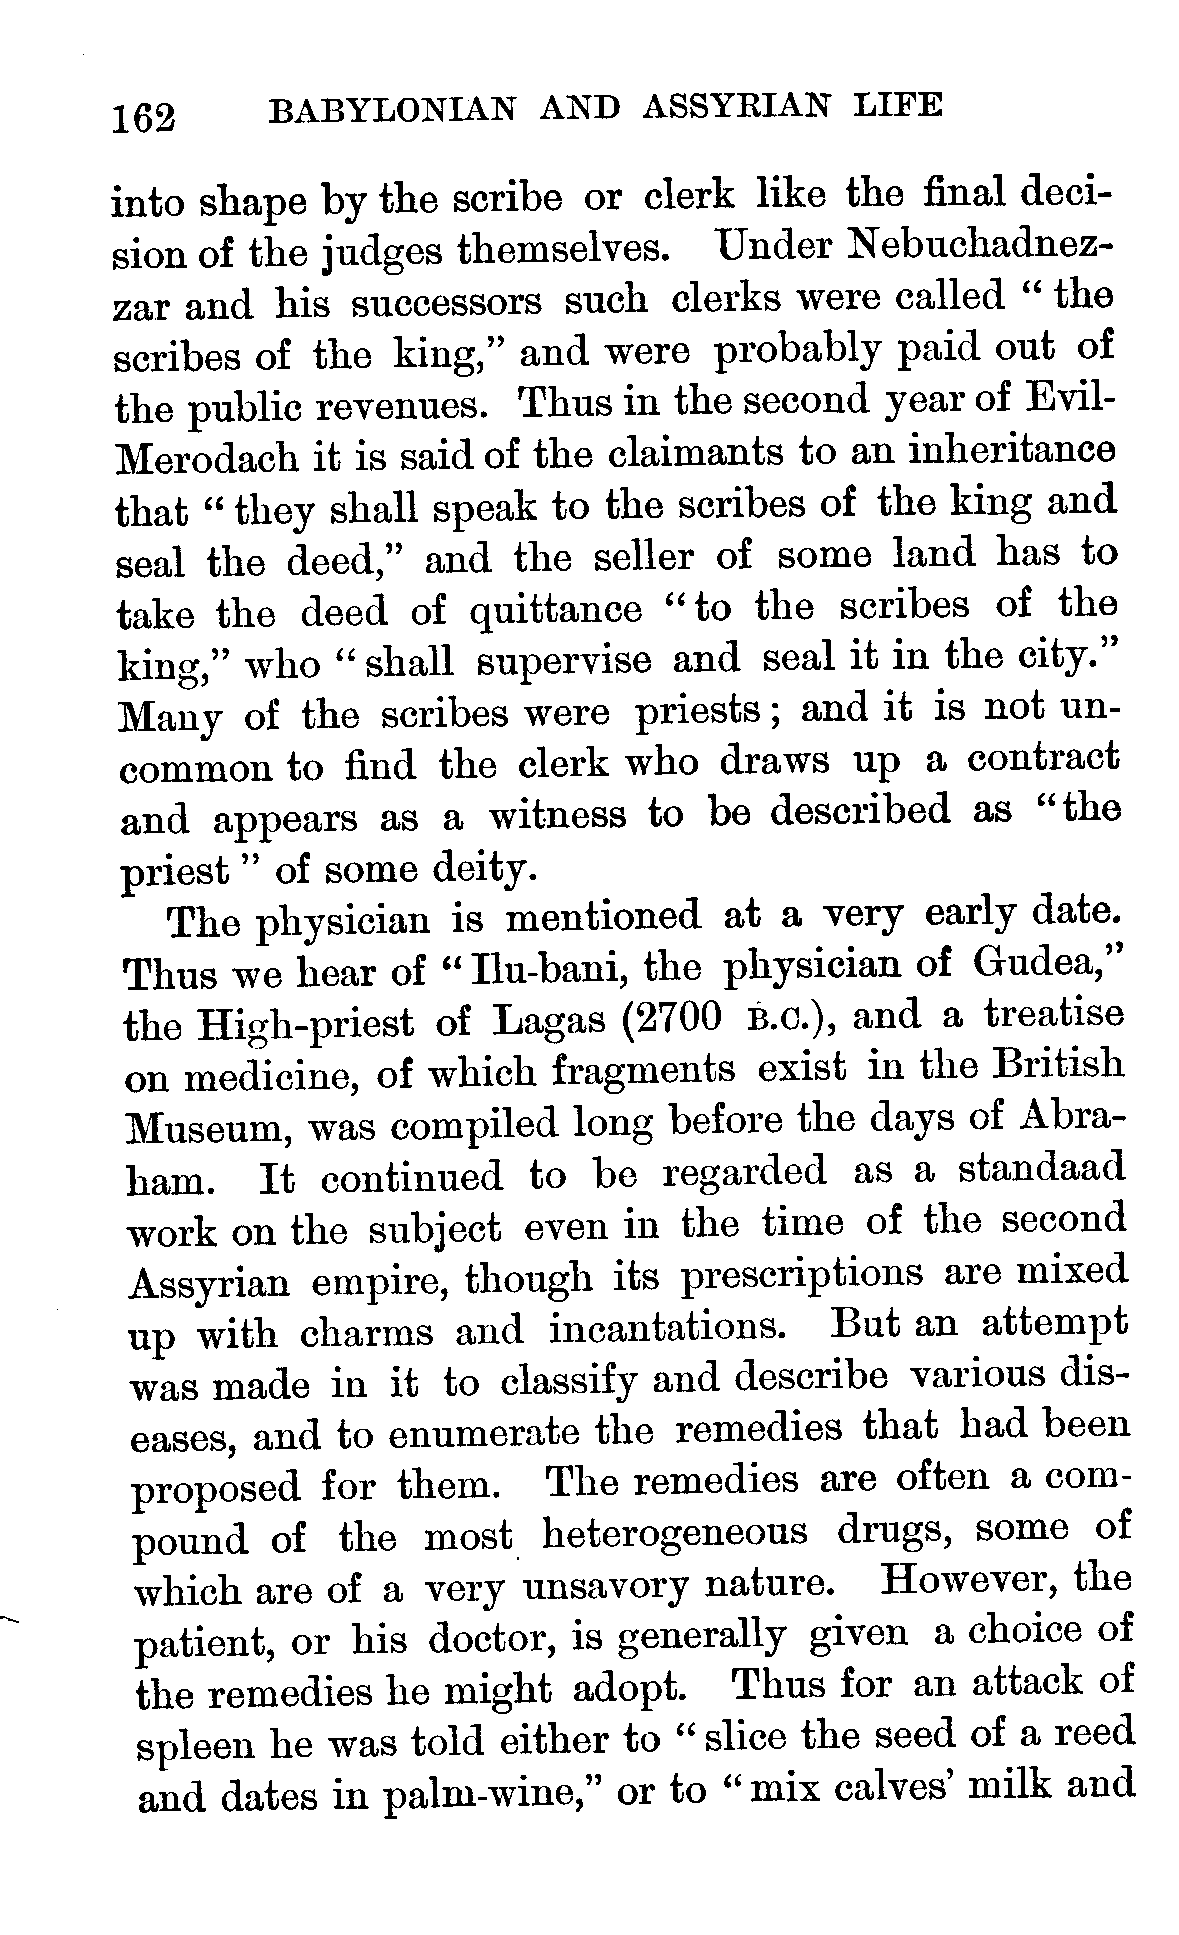 162 BABYLONIAN AND ASSYRIAN LIFE
into shape by the scribe or clerk like the final deci-
sion of the judges themselves. Under Nebuchadnez-
zar and his successors such clerks were called “ the
scribes of the king,” and were probably paid out of
the public revenues. Thus in the second year of Evil-
Merodach it is said of the claimants to an inheritance
that “ they shall speak to the scribes of the king and
seal the deed,” and the seller of some land has to
take the deed of quittance “ to the scribes of the
king,” who “ shall supervise and seal it in the city.”
Many of the scribes were priests ; and it is not un-
common to find the clerk who draws up a contract
and appears as a witness to be described as “the
priest ” of some deity.
The physician is mentioned at a very early date.
Thus we hear of “ Ilu-bani, the physician of Gudea,”
the High-priest of Lagas (2700 B.C.), and a treatise
on medicine, of which fragments exist in the British
Museum, was compiled long before the days of Abra-
ham. It continued to be regarded as a standaad
work on the subject even in the time of the second
Assyrian empire, though its prescriptions are mixed
up with charms and incantations. But an attempt
was made in it to classify and describe various dis-
eases, and to enumerate the remedies that had been
proposed for them. The remedies are often a com-
pound of the most heterogeneous drugs, some of
which are of a very unsavory nature. However, the
patient, or his doctor, is generally given a choice of
the remedies he might adopt. Thus for an attack of
spleen he was told either to “ slice the seed of a reed
and dates in palm-wine,” or to “ mix calves’ milk and